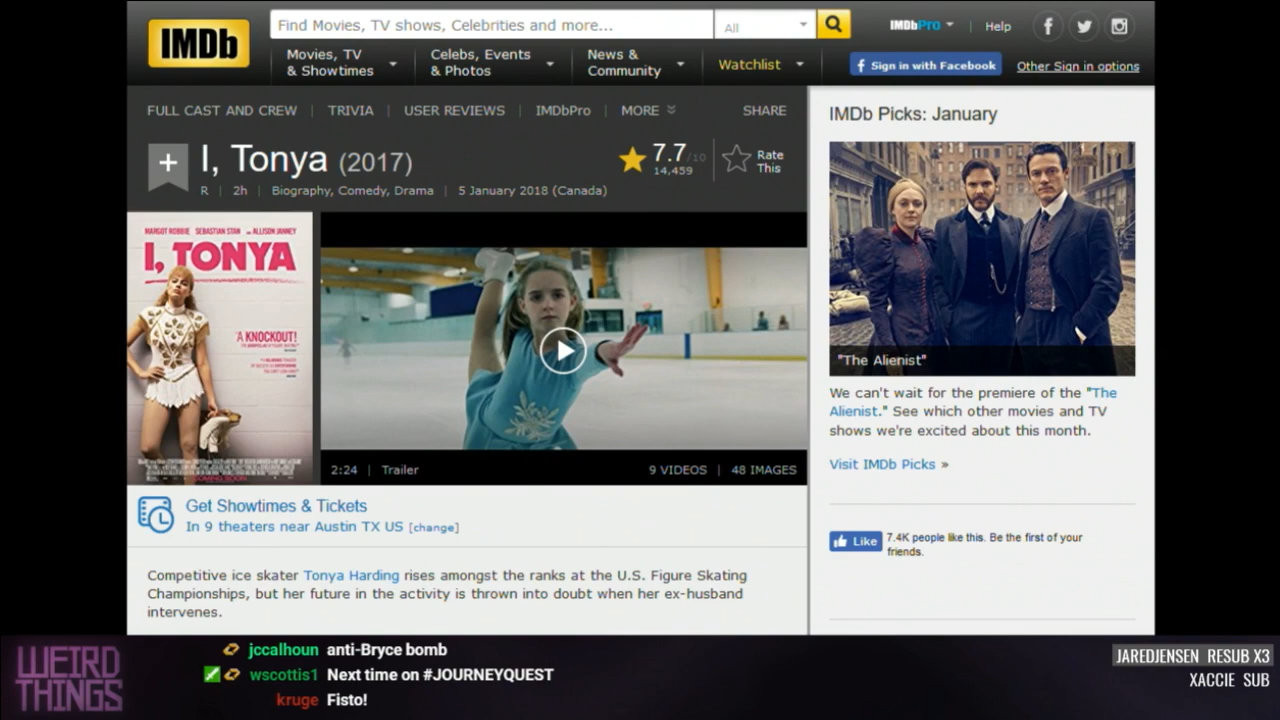 IMDb
Find Movies, TV shows, Celebrities and more...
All
IMDbPro
Help
Movies, TV
& Showtimes
Celeb, Events
& Photos
News &
Community
Watchlist
f Sign in with Facebook
Other Sign in options
FULL CAST AND CREW | TRIVIA | USER REVIEWS | IMDbPro | MORE
SHARE
I, Tonya (2017)
7.7/10
14,459
Rate
This
R | 2h | Biography, Comedy, Drama | 5 January 2018 (Canada)
MARGOT ROBBIE SEBASTIAN STAN ALLISON JANNEY
I, TONYA
"A KNOCKOUT!
COMING SOON
2:24 | Trailer
9 VIDEOS | 48 IMAGES
Get Showtimes & Tickets
In 9 theaters near Austin TX US [change]
Competitive ice skater Tonya Harding rises amongst the ranks at the U.S. Figure Skating
Championships, but her future in the activity is thrown into doubt when her ex-husband
intervenes.
IMDb Picks: January
"The Alienist"
We can't wait for the premiere of the "The
Alienist." See which other movies and TV
shows we're excited about this month.
Visit IMDb Picks »
Like
7.4K people like this. Be the first of your
friends.
WEIRD
THINGS
jccalhoun anti-Bryce bomb
wscottis1 Next time on #JOURNEYQUEST
kruge Fisto!
JAREDJENSEN RESUB X3
XACCIE SUB